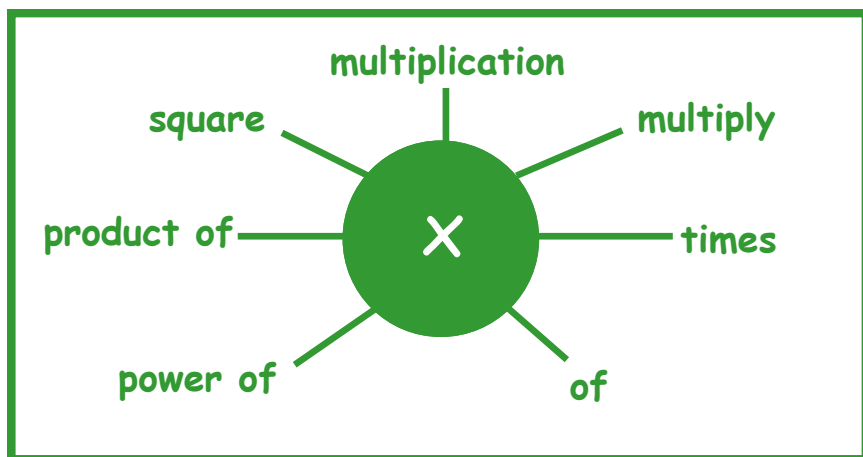 multiplication
square
multiply
product of
x
times
power of
of